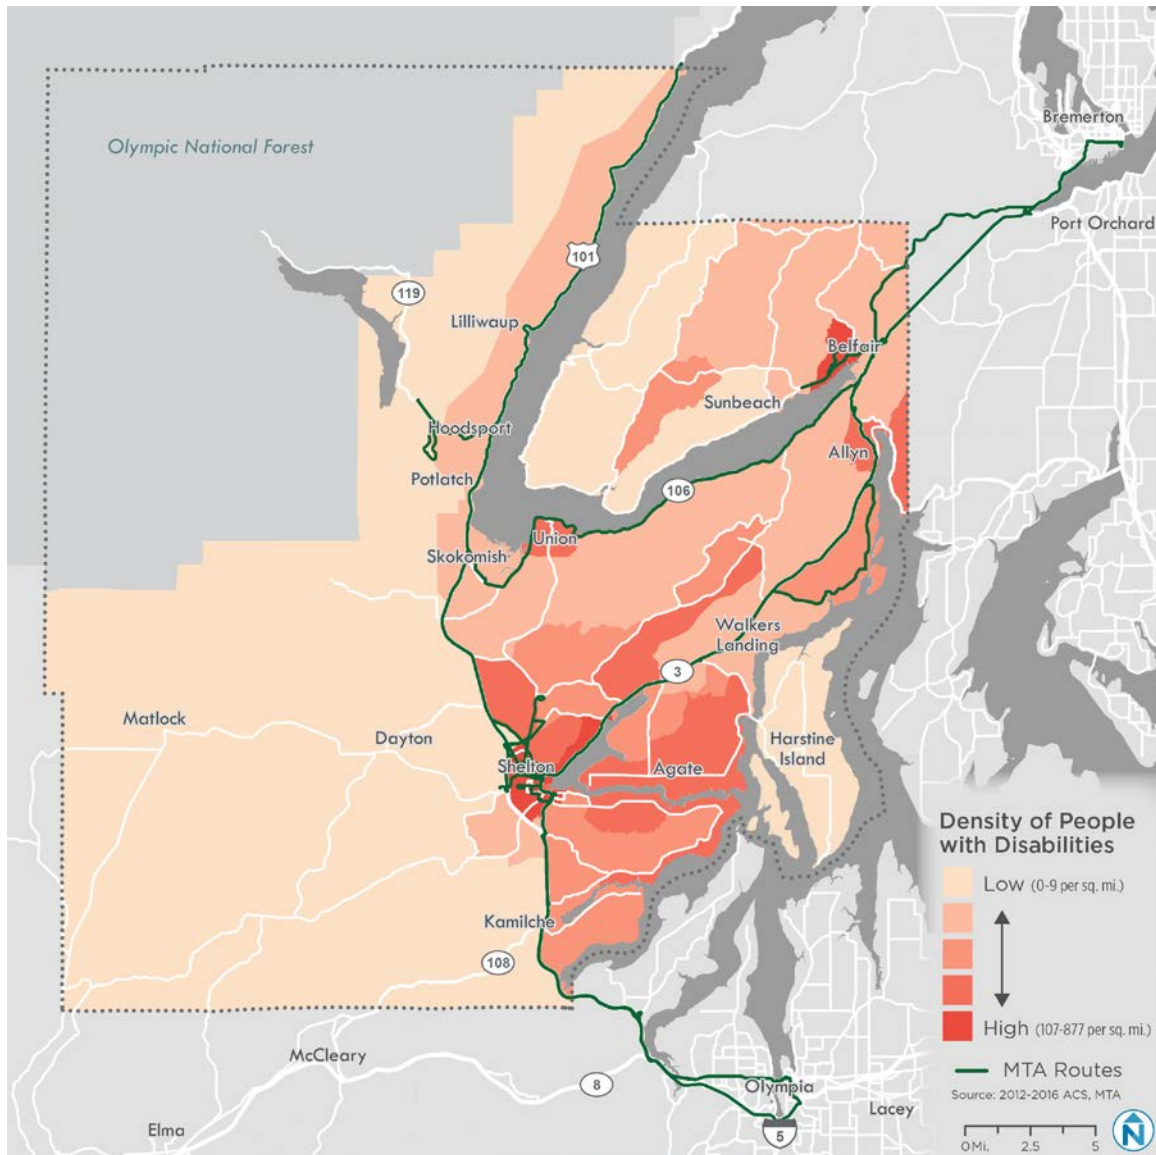 Bremerton
Olympic National Forest
Port Orchard
101
119
Lilliwaup
Belfair
Sunbeach
Hoodsport
Allyn
Potlatch
106
Union
Skokomish
Walkers
Landing
3
Matlock
Dayton
Harstine
Island
Shelton
Agate
Density of People
with Disabilities
Low (0-9 per sq. mi.)
High (107-877 per sq. mi.)
Kamilche
108
McCleary
8
Olympia
Lacey
Elma
5
MTA Routes
Source: 2012-2016 ACS, MTA
0Mi. 2.5 5
N